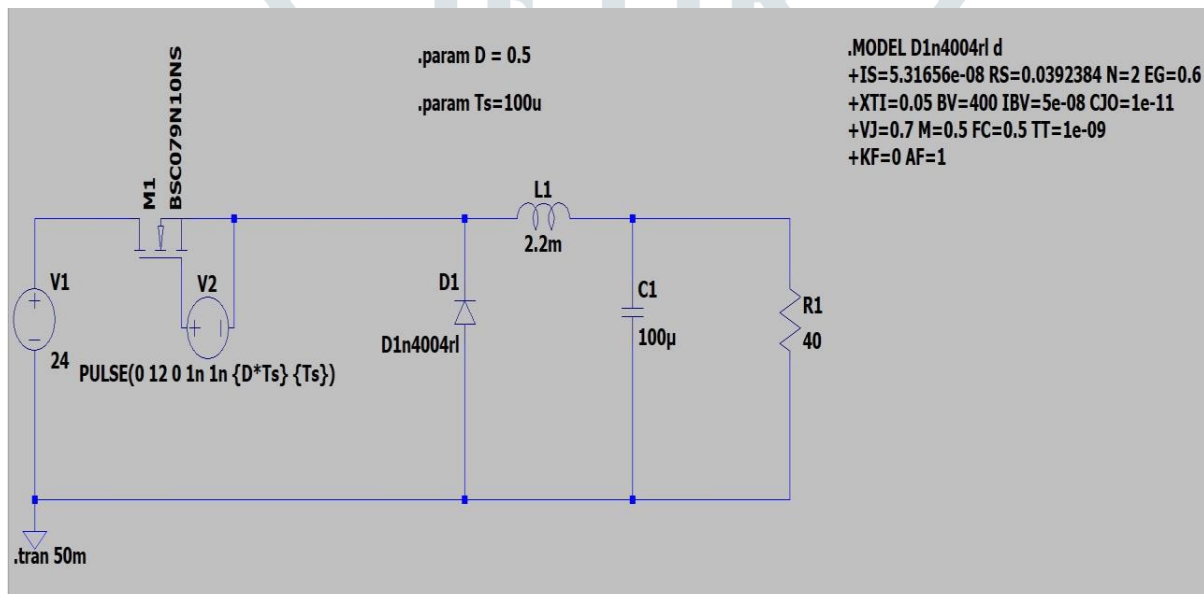 .param D = 0.5
.param Ts=100u
.MODEL D1n4004rl d
+IS=5.31656e-08 RS=0.0392384 N=2 EG=0.6
+XTI=0.05 BV=400 IBV=5e-08 CJO=1e-11
+VJ=0.7 M=0.5 FC=0.5 TT=1e-09
+KF=0 AF=1
M1
BSC079N10NS
V1
24
V2
PULSE(0 12 0 1n 1n {D*Ts} {Ts})
D1
D1n4004rl
L1
2.2m
C1
100µ
R1
40
.tran 50m